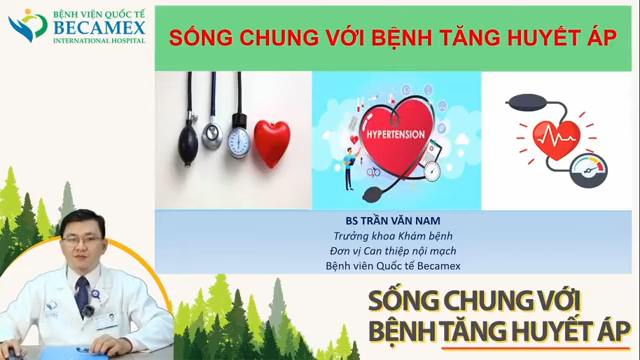 BỆNH VIỆN QUỐC TẾ
BECAMEX
INTERNATIONAL HOSPITAL
SỐNG CHUNG VỚI BỆNH TĂNG HUYẾT ÁP
HYPERTENSION
BS TRẦN VĂN NAM
Trưởng khoa Khám bệnh
Đơn vị Can thiệp nội mạch
Bệnh viên Quốc tế Becamex
SỐNG CHUNG VỚI
BỆNH TĂNG HUYẾT ÁP